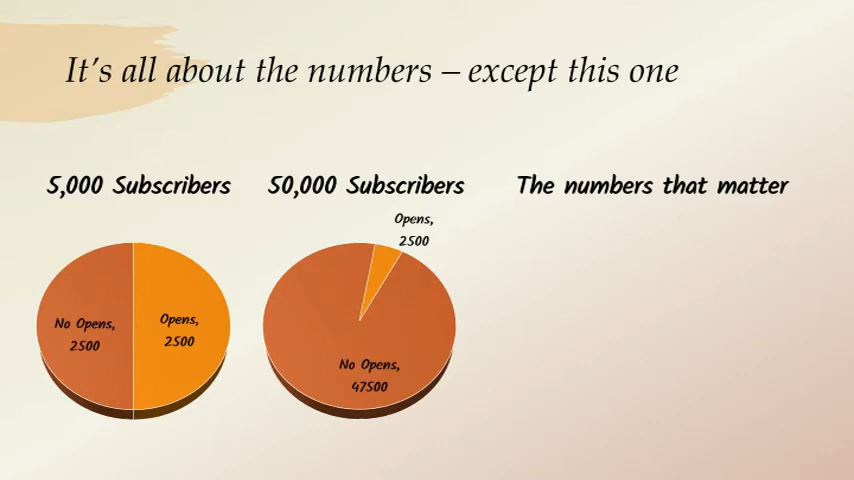 It’s all about the numbers – except this one
5,000 Subscribers
50,000 Subscribers
The numbers that matter
No Opens,
2500
Opens,
2500
Opens,
2500
No Opens,
47500